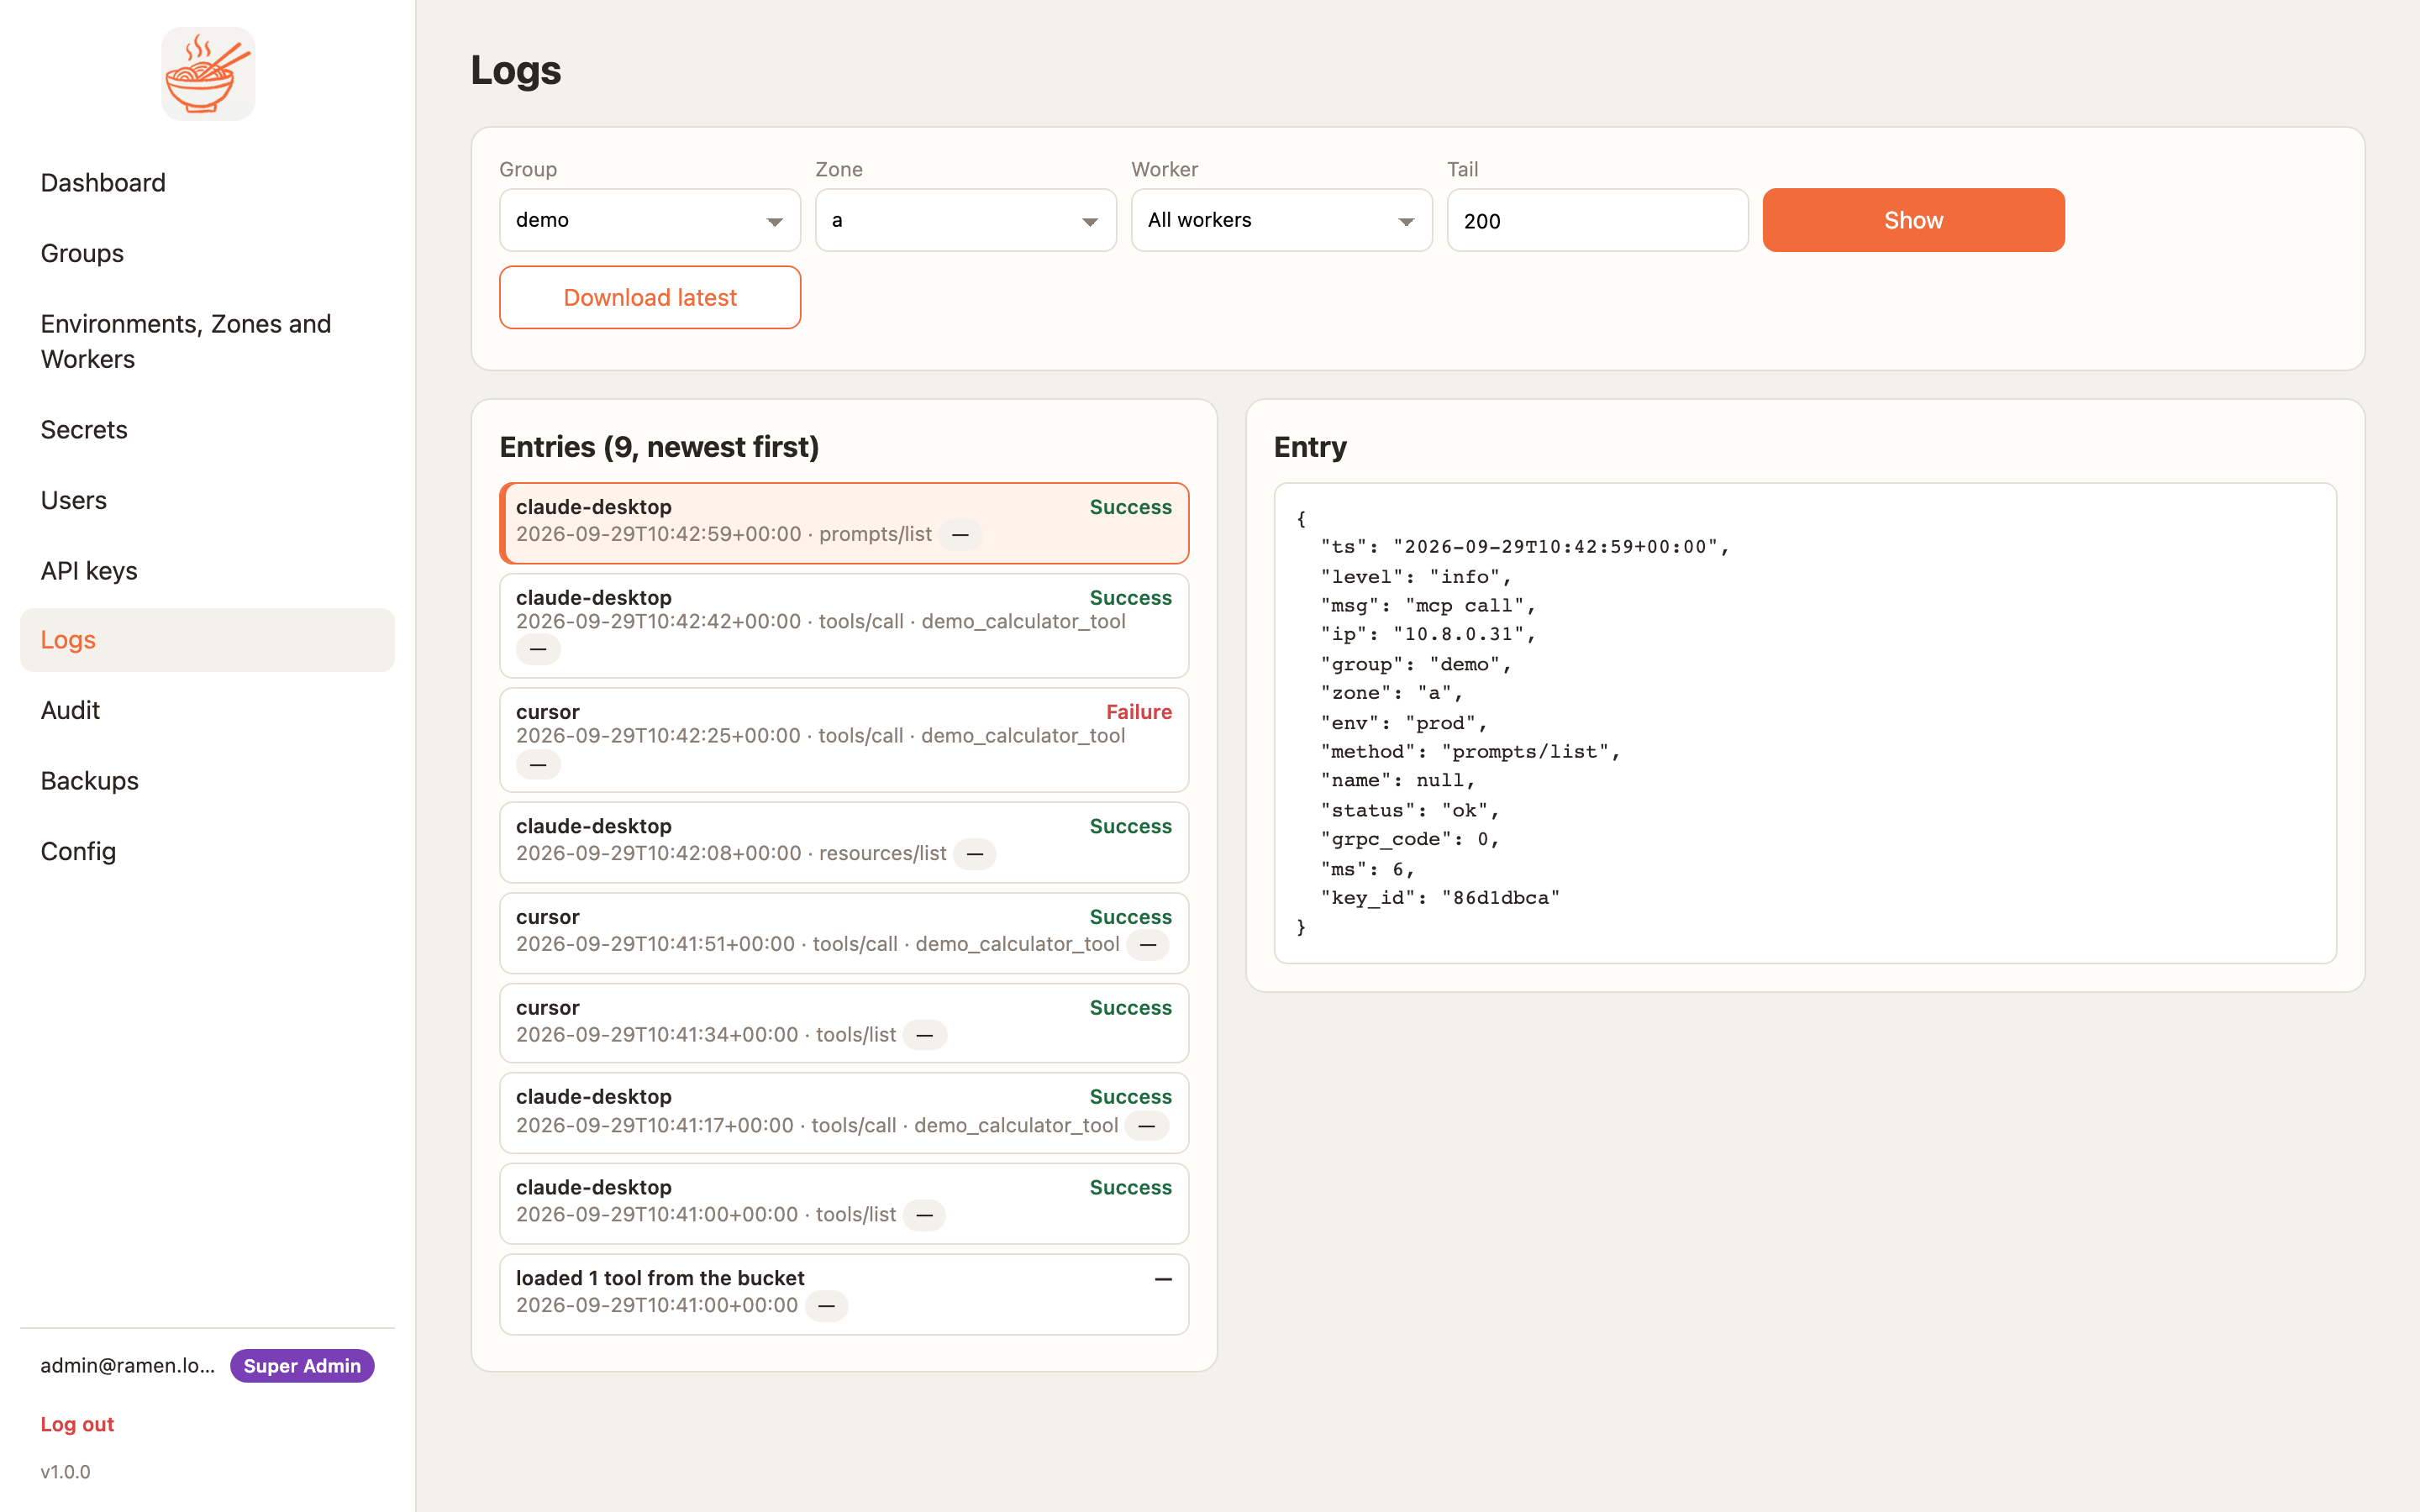 Dashboard
Groups
Environments, Zones and
Workers
Secrets
Users
API keys
Logs
Audit
Backups
Config
admin@ramen.lo...
Super Admin
Log out
v1.0.0
Logs
Group
Zone
Worker
Tail
demo
a
All workers
200
Show
Download latest
Entries (9, newest first)
claude-desktop
Success
2026-09-29T10:42:59+00:00 · prompts/list —
claude-desktop
Success
2026-09-29T10:42:42+00:00 · tools/call · demo_calculator_tool
—
cursor
Failure
2026-09-29T10:42:25+00:00 · tools/call · demo_calculator_tool
—
claude-desktop
Success
2026-09-29T10:42:08+00:00 · resources/list —
cursor
Success
2026-09-29T10:41:51+00:00 · tools/call · demo_calculator_tool —
cursor
Success
2026-09-29T10:41:34+00:00 · tools/list —
claude-desktop
Success
2026-09-29T10:41:17+00:00 · tools/call · demo_calculator_tool —
claude-desktop
Success
2026-09-29T10:41:00+00:00 · tools/list —
loaded 1 tool from the bucket
—
2026-09-29T10:41:00+00:00 —
Entry
{
"ts": "2026-09-29T10:42:59+00:00",
"level": "info",
"msg": "mcp call",
"ip": "10.8.0.31",
"group": "demo",
"zone": "a",
"env": "prod",
"method": "prompts/list",
"name": null,
"status": "ok",
"grpc_code": 0,
"ms": 6,
"key_id": "86d1dbca"
}